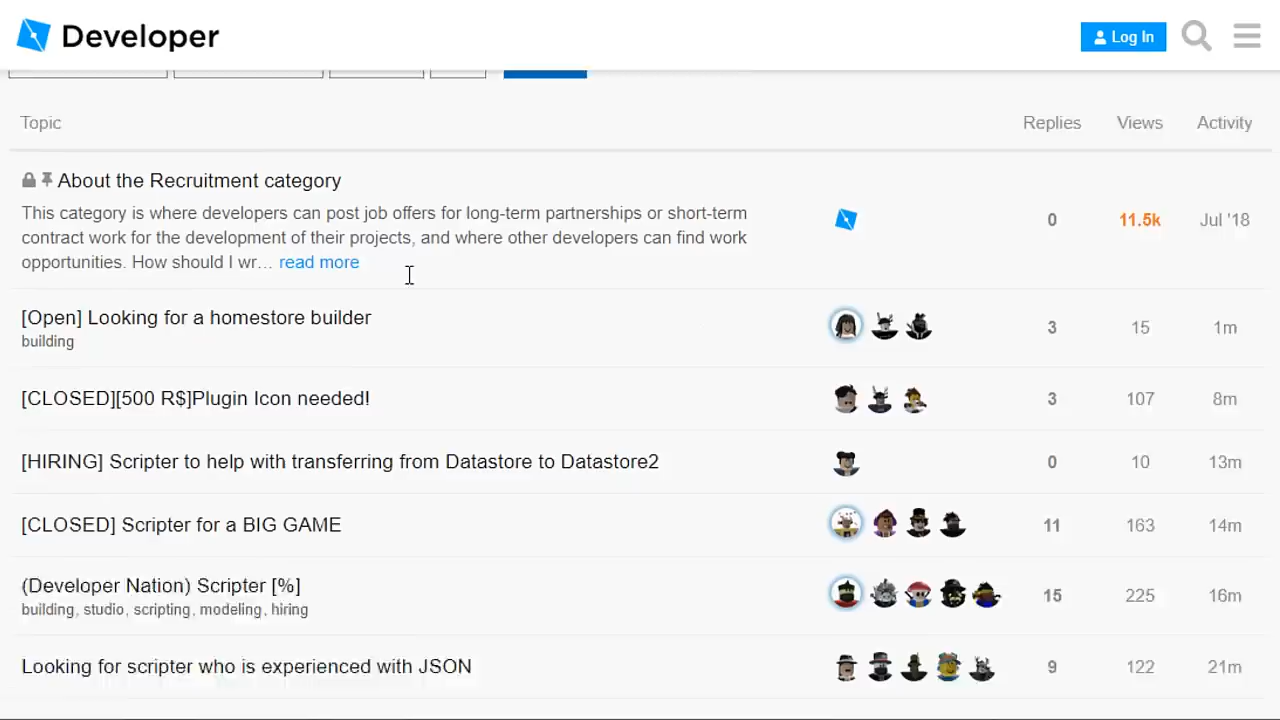 Developer
Log In
Topic Replies Views Activity
About the Recruitment category
This category is where developers can post job offers for long-term partnerships or short-term
contract work for the development of their projects, and where other developers can find work
opportunities. How should I wr... read more
0 11.5k Jul '18
[Open] Looking for a homestore builder
building
3 15 1m
[CLOSED][500 R$]Plugin Icon needed!
3 107 8m
[HIRING] Scripter to help with transferring from Datastore to Datastore2
0 10 13m
[CLOSED] Scripter for a BIG GAME
11 163 14m
(Developer Nation) Scripter [%]
building, studio, scripting, modeling, hiring
15 225 16m
Looking for scripter who is experienced with JSON
9 122 21m